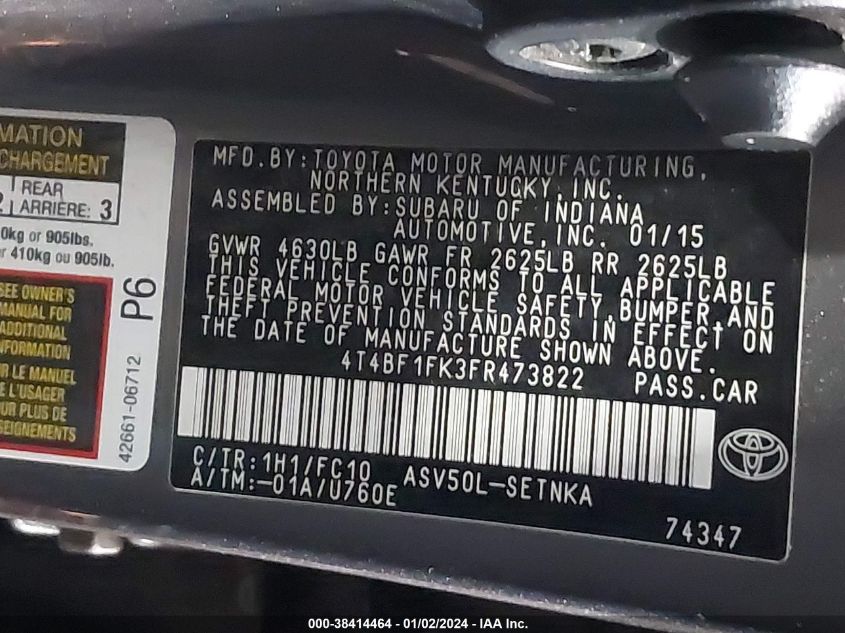 MATION
CHARGEMENT
REAR
2 ARRIÈRE: 3
0kg or 905lbs.
r 410kg ou 905lb.
SEE OWNER'S
MANUAL FOR
ADDITIONAL
NFORMATION
R LE MANUEL
E L'USAGER
UR PLUS DE
SEIGNEMENTS
P6
42661-06712
MFD.BY:TOYOTA MOTOR MANUFACTURING,
NORTHERN KENTUCKY,INC.
ASSEMBLED BY:SUBARU OF INDIANA
AUTOMOTIVE,INC. 01/15
GVWR 4630LB GAWR FR 2625LB RR 2625LB
THIS VEHICLE CONFORMS TO ALL APPLICABLE
FEDERAL MOTOR VEHICLE SAFETY,BUMPER,AND
THEFT PREVENTION STANDARDS IN EFFECT ON
THE DATE OF MANUFACTURE SHOWN ABOVE.
4T4BF1FK3FR473822 PASS.CAR
C/TR:1H1/FC10
A/TM:-01A/U760E
ASV50L-SETNKA
74347
000-38414464 - 01/02/2024 - IAA Inc.